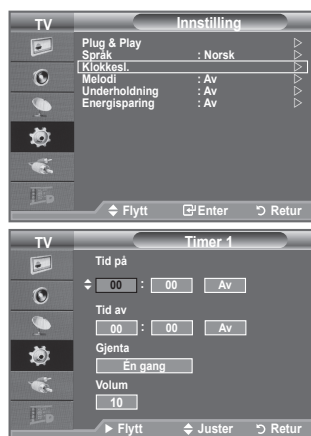 TV Innstilling
Plug & Play
Språk : Norsk
Klokkesl.
Melodi : Av
Underholdning : Av
Energisparing : Av
Flytt Enter Retur
TV Timer 1
Tid på
00 : 00 Av
Tid av
00 : 00 Av
Gjenta
Én gang
Volum
10
Flytt Juster Retur